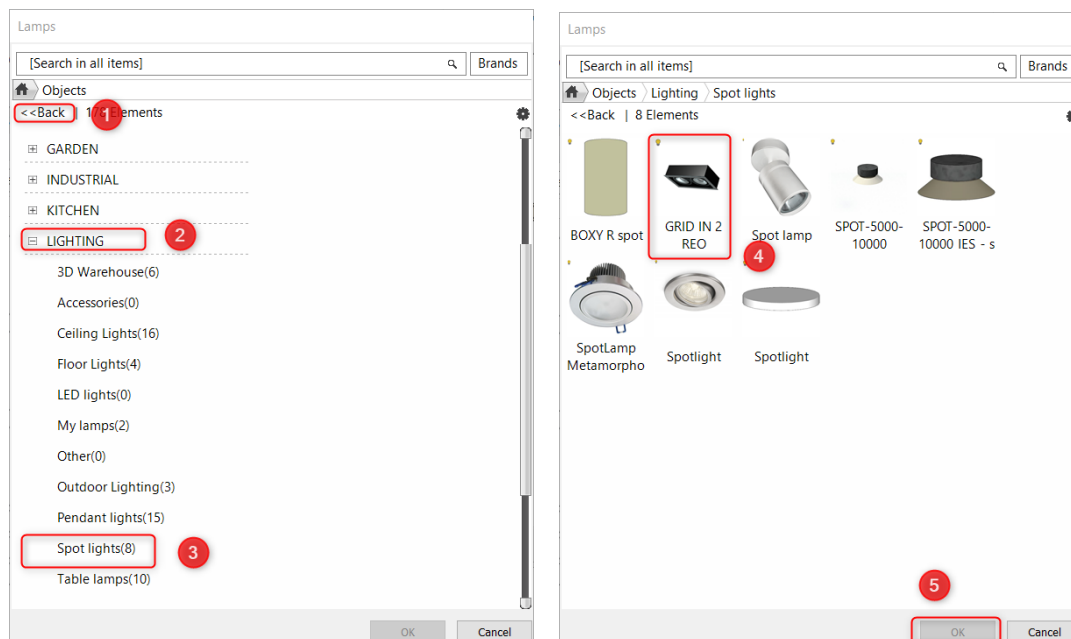 Lamps
[Search in all items]
Brands
Objects
<<Back | 178 Elements
1
GARDEN
INDUSTRIAL
KITCHEN
LIGHTING
2
3D Warehouse(6)
Accessories(0)
Ceiling Lights(16)
Floor Lights(4)
LED lights(0)
My lamps(2)
Other(0)
Outdoor Lighting(3)
Pendant lights(15)
Spot lights(8)
3
Table lamps(10)
OK
Cancel
Lamps
[Search in all items]
Brands
Objects Lighting Spot lights
<<Back | 8 Elements
BOXY R spot
GRID IN 2
REO
Spot lamp
SPOT-5000-
10000
SPOT-5000-
10000 IES - s
4
SpotLamp
Metamorpho
Spotlight
Spotlight
5
OK
Cancel